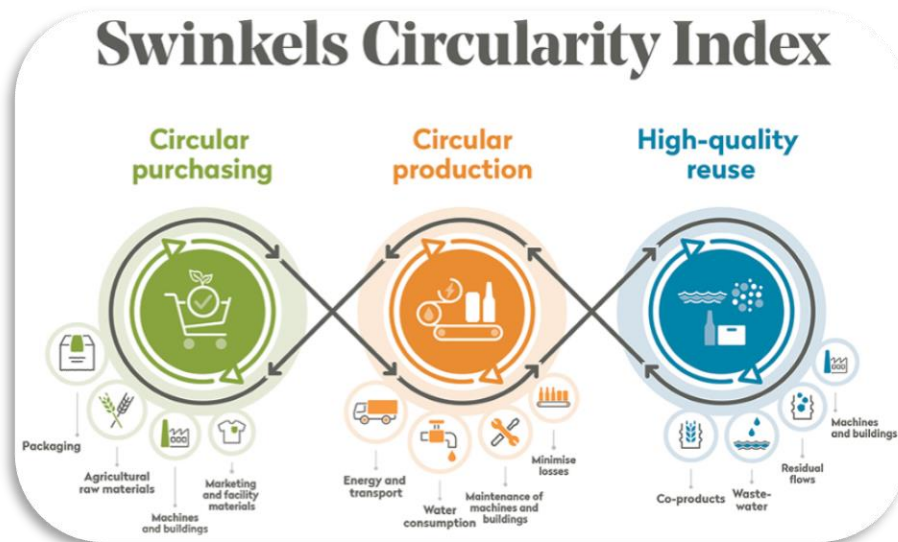 Swinkels Circularity Index
Circular
purchasing
Circular
production
High-quality
reuse
Packaging
Agricultural
raw materials
Machines
and buildings
Marketing
and facility
materials
Energy and
transport
Water
consumption
Maintenance of
machines and
buildings
Minimise
losses
Co-products
Waste-
water
Residual
flows
Machines
and buildings